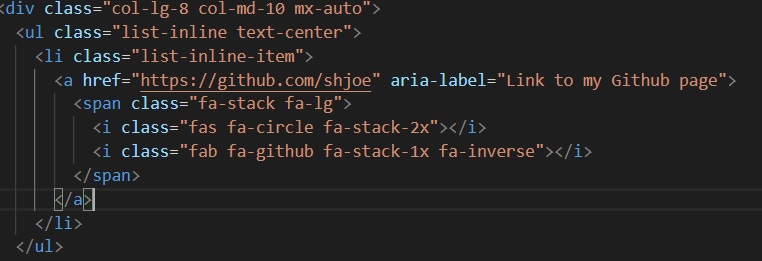 <div class="col-lg-8 col-md-10 mx-auto">
<ul class="list-inline text-center">
<li class="list-inline-item">
<a href="https://github.com/shjoe" aria-label="Link to my Github page">
<span class="fa-stack fa-lg">
<i class="fas fa-circle fa-stack-2x"></i>
<i class="fab fa-github fa-stack-1x fa-inverse"></i>
</span>
</a>
</li>
</ul>